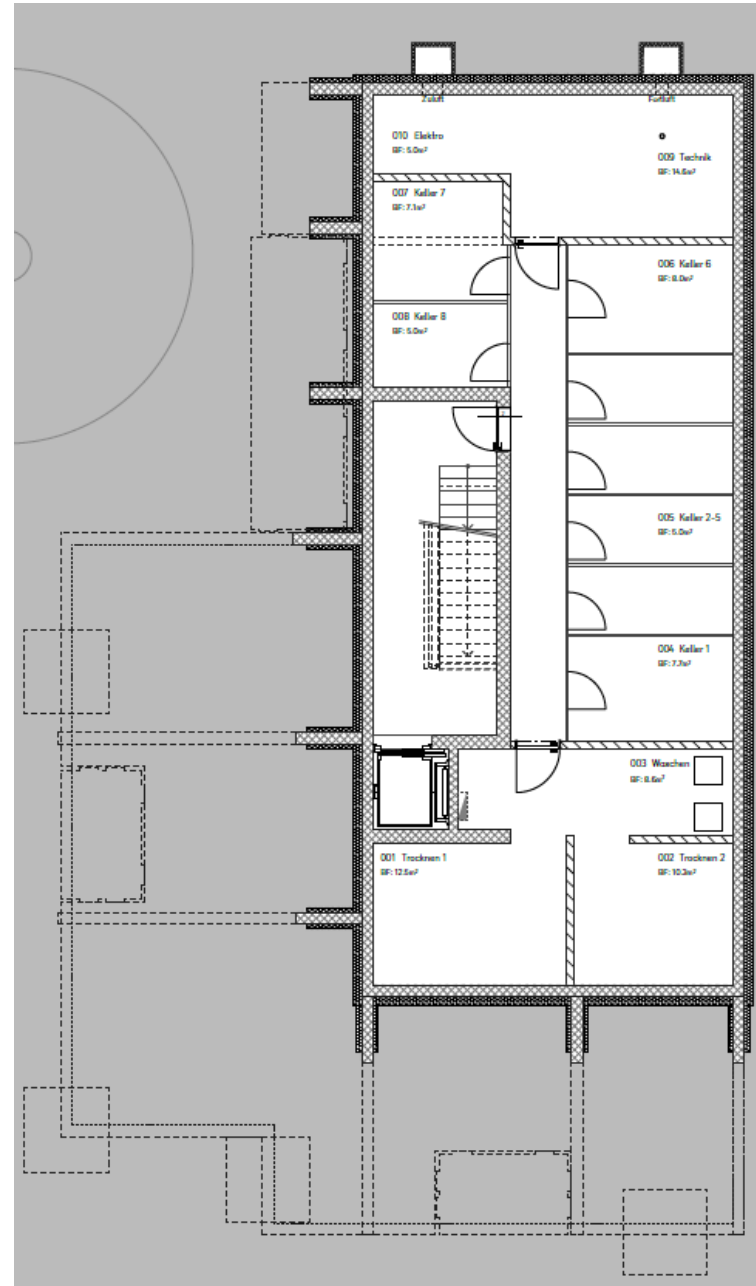 Zuluft
Fortluft
010 Elektro
BF: 5.0m²
009 Technik
BF: 14.6m²
007 Keller 7
BF: 7.1m²
006 Keller 6
BF: 8.0m²
008 Keller 8
BF: 5.0m²
005 Keller 2-5
BF: 5.0m²
004 Keller 1
BF: 7.7m²
003 Waschen
BF: 8.6m²
001 Trocknen 1
BF: 12.5m²
002 Trocknen 2
BF: 10.3m²